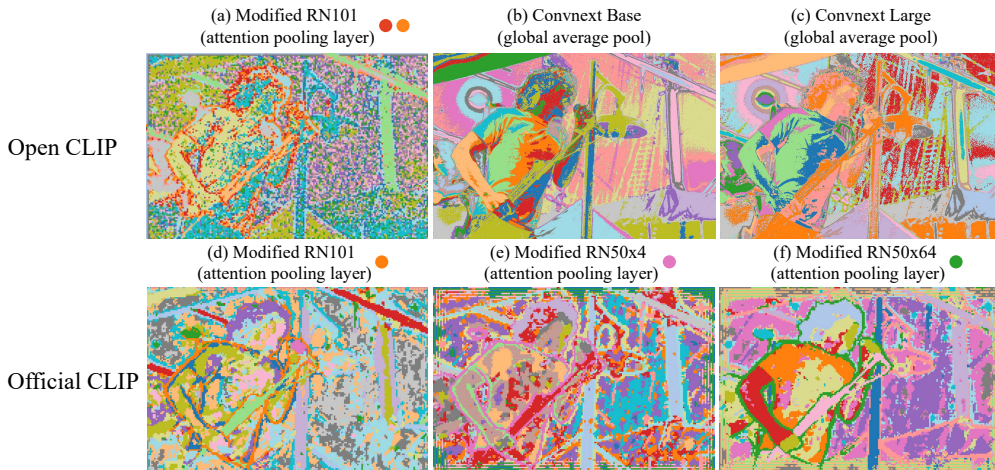 (a) Modified RN101
(attention pooling layer)
(b) Convnext Base
(global average pool)
(c) Convnext Large
(global average pool)
Open CLIP
(d) Modified RN101
(attention pooling layer)
(e) Modified RN50x4
(attention pooling layer)
(f) Modified RN50x64
(attention pooling layer)
Official CLIP